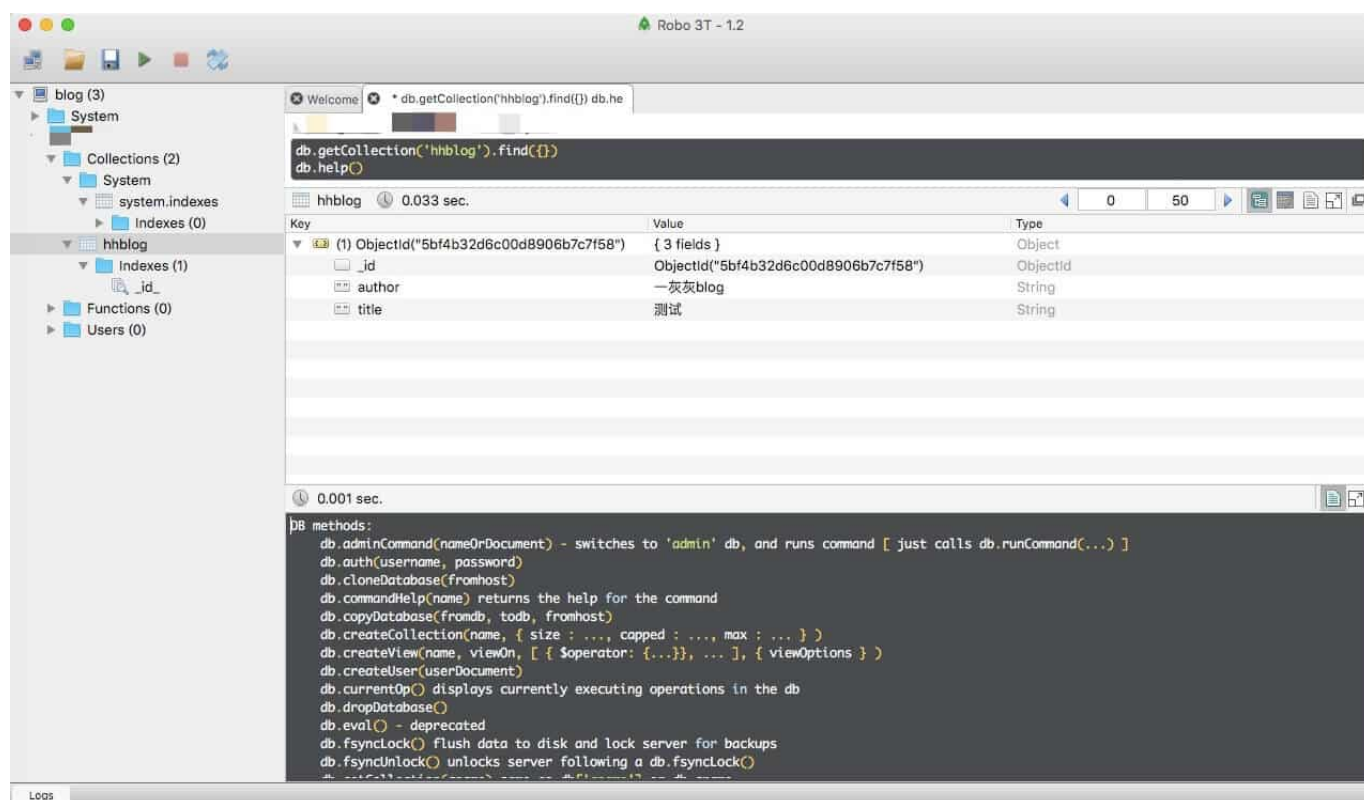 Robo 3T - 1.2
blog (3)
System
Collections (2)
System
system.indexes
Indexes (0)
hhblog
Indexes (1)
_id_
Functions (0)
Users (0)
Welcome * db.getCollection('hhblog').find({}) db.he
db.getCollection('hhblog').find({})
db.help()
hhblog 0.033 sec. 0 50
Key Value Type
(1) ObjectId("5bf4b32d6c00d8906b7c7f58") { 3 fields } Object
_id ObjectId("5bf4b32d6c00d8906b7c7f58") ObjectId
author 一灰灰blog String
title 测试 String
0.001 sec.
DB methods:
db.adminCommand(nameOrDocument) - switches to 'admin' db, and runs command [ just calls db.runCommand(...) ]
db.auth(username, password)
db.cloneDatabase(fromhost)
db.commandHelp(name) returns the help for the command
db.copyDatabase(fromdb, todb, fromhost)
db.createCollection(name, { size : ..., capped : ..., max : ... } )
db.createView(name, viewOn, [ { $operator: {...}}, ... ], { viewOptions } )
db.createUser(userDocument)
db.currentOp() displays currently executing operations in the db
db.dropDatabase()
db.eval() - deprecated
db.fsyncLock() flush data to disk and lock server for backups
db.fsyncUnlock() unlocks server following a db.fsyncLock()
Logs